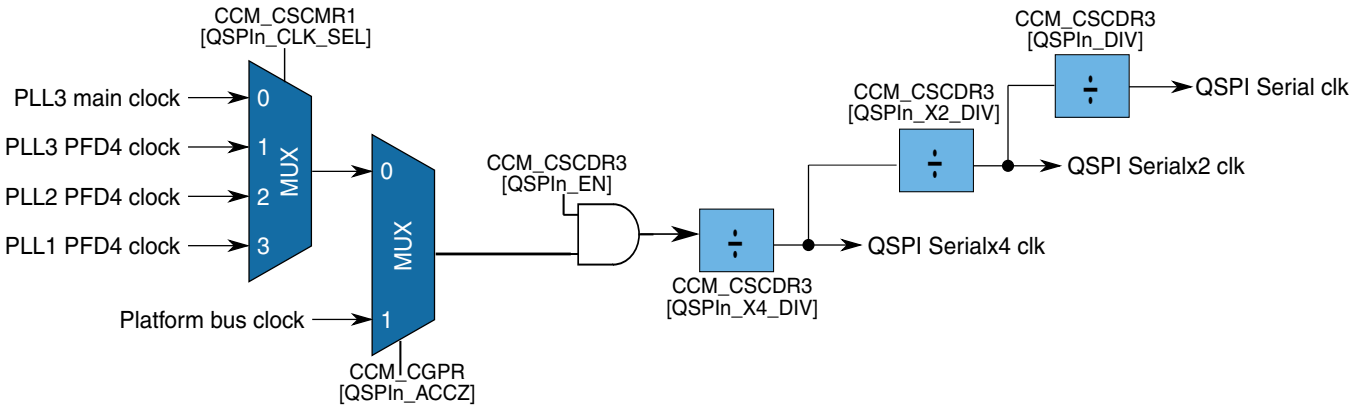 CCM_CSCMR1
[QSPIn_CLK_SEL]
PLL3 main clock
0
PLL3 PFD4 clock
1
PLL2 PFD4 clock
2
PLL1 PFD4 clock
3
MUX
0
MUX
Platform bus clock
1
CCM_CGPR
[QSPIn_ACCZ]
CCM_CSCDR3
[QSPIn_EN]
÷
CCM_CSCDR3
[QSPIn_X4_DIV]
QSPI Serialx4 clk
CCM_CSCDR3
[QSPIn_X2_DIV]
÷
QSPI Serialx2 clk
CCM_CSCDR3
[QSPIn_DIV]
÷
QSPI Serial clk